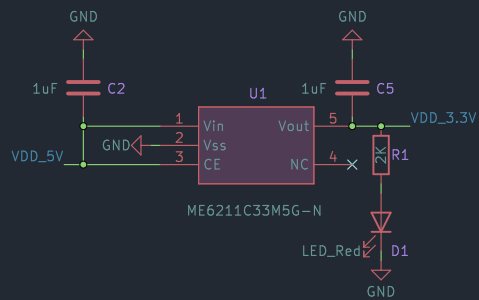 GND
GND
1uF C2
1uF C5
U1
1 Vin
Vout 5
VDD_3.3V
GND
2 Vss
2K
R1
VDD_5V
3 CE
NC 4
ME6211C33M5G-N
LED_Red
D1
GND